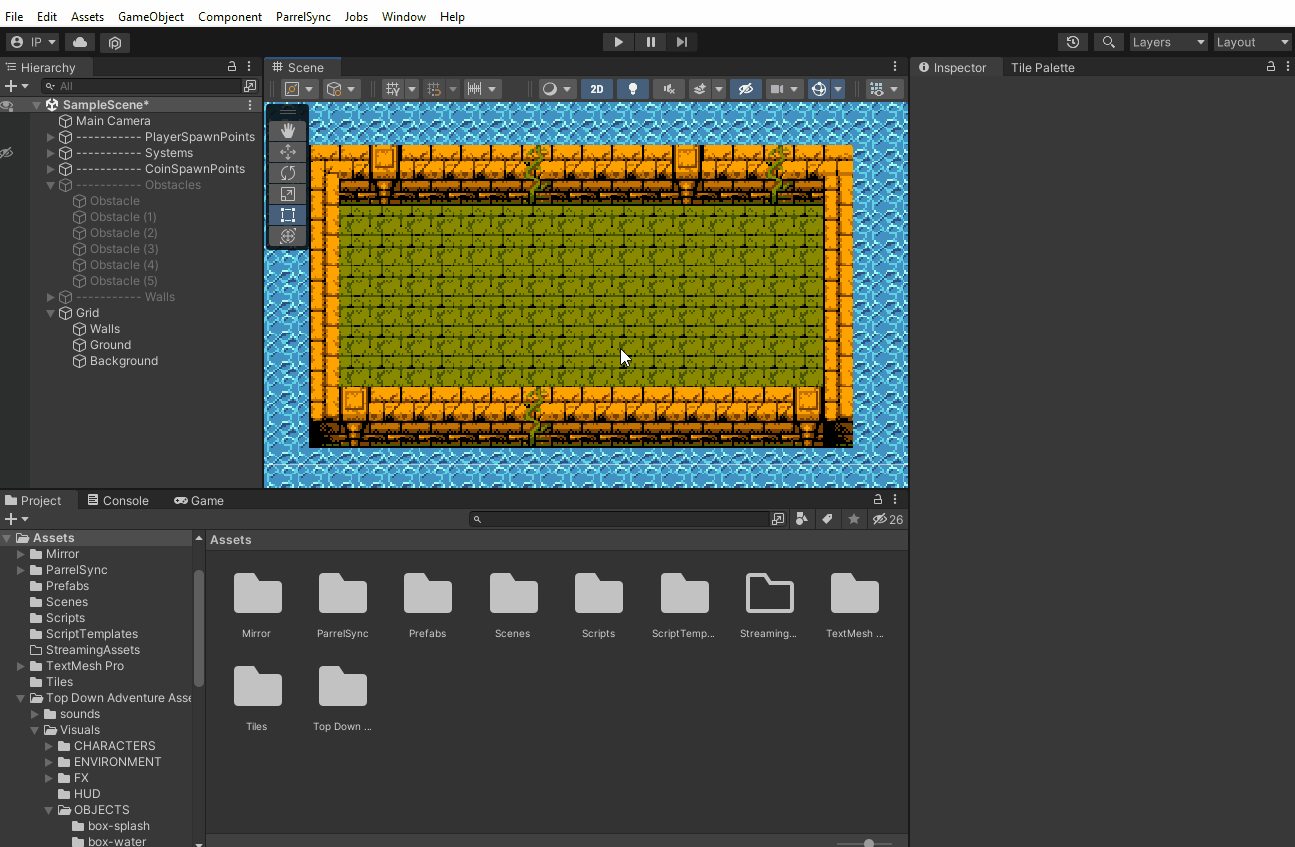 File Edit Assets GameObject Component ParrelSync Jobs Window Help
IP Layers Layout
Hierarchy
All
SampleScene*
Main Camera
----------- PlayerSpawnPoints
----------- Systems
----------- CoinSpawnPoints
----------- Obstacles
Obstacle
Obstacle (1)
Obstacle (2)
Obstacle (3)
Obstacle (4)
Obstacle (5)
----------- Walls
Grid
Walls
Ground
Background
Scene
2D
Inspector Tile Palette
Project Console Game
26
Assets
Mirror
ParrelSync
Prefabs
Scenes
Scripts
ScriptTemplates
StreamingAssets
TextMesh Pro
Tiles
Top Down Adventure Asse
sounds
Visuals
CHARACTERS
ENVIRONMENT
FX
HUD
OBJECTS
box-splash
box-water
Assets
Mirror ParrelSync Prefabs Scenes Scripts ScriptTemp... Streaming... TextMesh ...
Tiles Top Down ...